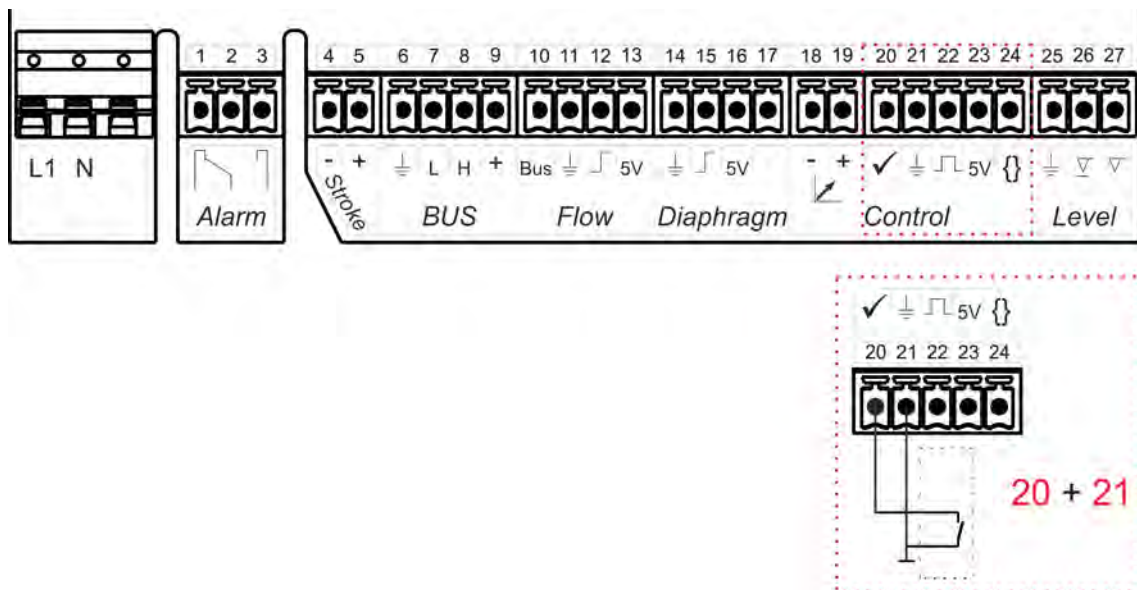 1 2 3 4 5 6 7 8 9 10 11 12 13 14 15 16 17 18 19 20 21 22 23 24 25 26 27
L1 N - + L H + Bus 5V 5V - + ✓ 5V {}
Alarm Stroke BUS Flow Diaphragm Control Level
✓ 5V {}
20 21 22 23 24
20 + 21